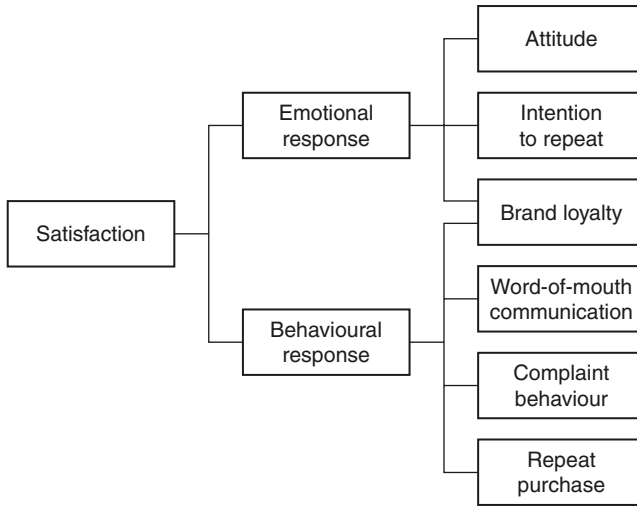 Satisfaction
Emotional
response
Behavioural
response
Attitude
Intention
to repeat
Brand loyalty
Word-of-mouth
communication
Complaint
behaviour
Repeat
purchase